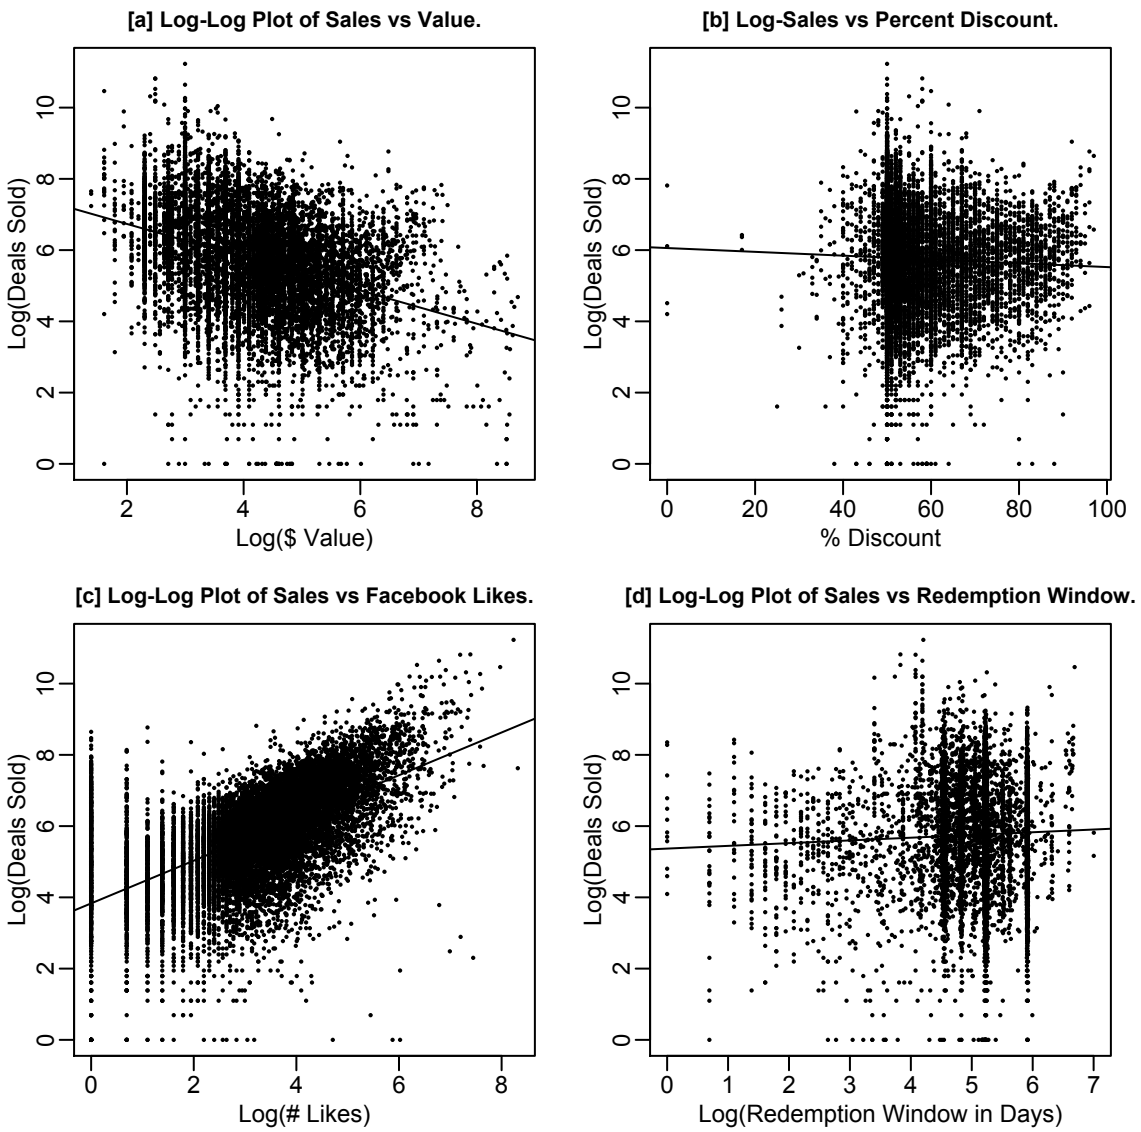 [a] Log-Log Plot of Sales vs Value.
Log(Deals Sold)
0 2 4 6 8 10
2 4 6 8
Log($ Value)
[b] Log-Sales vs Percent Discount.
Log(Deals Sold)
0 2 4 6 8 10
0 20 40 60 80 100
% Discount
[c] Log-Log Plot of Sales vs Facebook Likes.
Log(Deals Sold)
0 2 4 6 8 10
0 2 4 6 8
Log(# Likes)
[d] Log-Log Plot of Sales vs Redemption Window.
Log(Deals Sold)
0 2 4 6 8 10
0 1 2 3 4 5 6 7
Log(Redemption Window in Days)